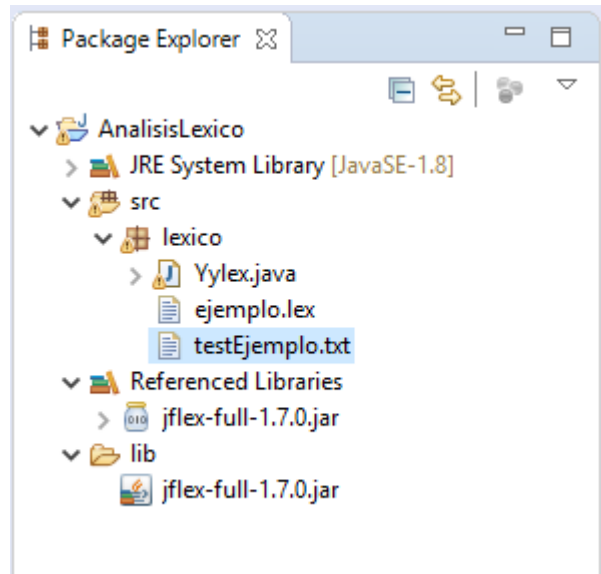 Package Explorer
AnalisisLexico
JRE System Library [JavaSE-1.8]
src
lexico
Yylex.java
ejemplo.lex
testEjemplo.txt
Referenced Libraries
jflex-full-1.7.0.jar
lib
jflex-full-1.7.0.jar